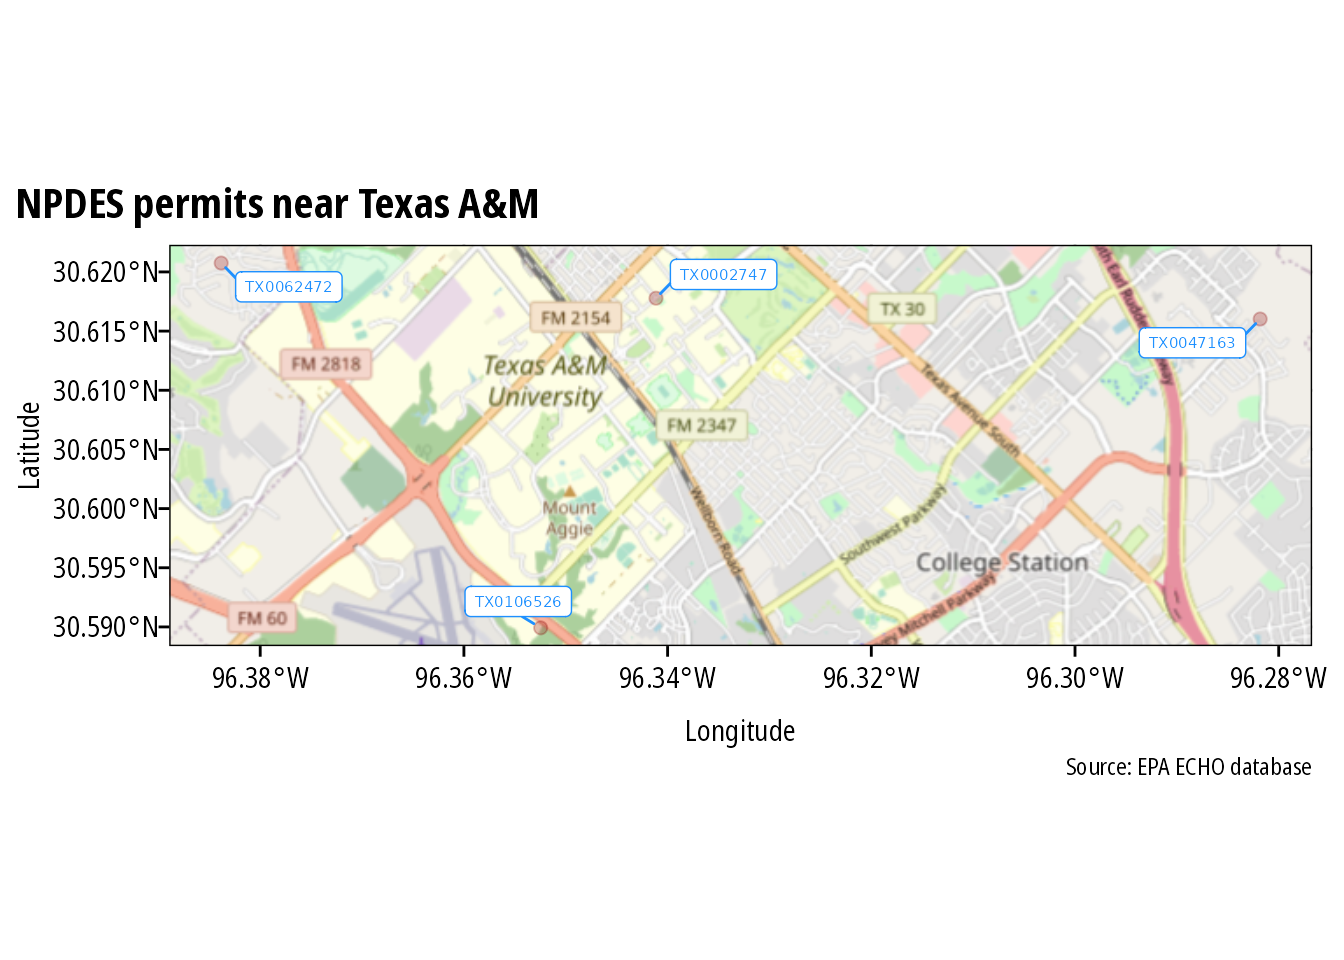 NPDES permits near Texas A&M
30.620°N
30.615°N
30.610°N
30.605°N
30.600°N
30.595°N
30.590°N
Latitude
TX0062472
TX0002747
TX0047163
TX0106526
FM 2154
TX 30
FM 2818
Texas A&M
University
FM 2347
Texas Avenue South
Mount
Aggie
Wellborn Road
Southwest Parkway
College Station
FM 60
96.38°W
96.36°W
96.34°W
96.32°W
96.30°W
96.28°W
Longitude
Source: EPA ECHO database
Mitchell Parkway
Earl